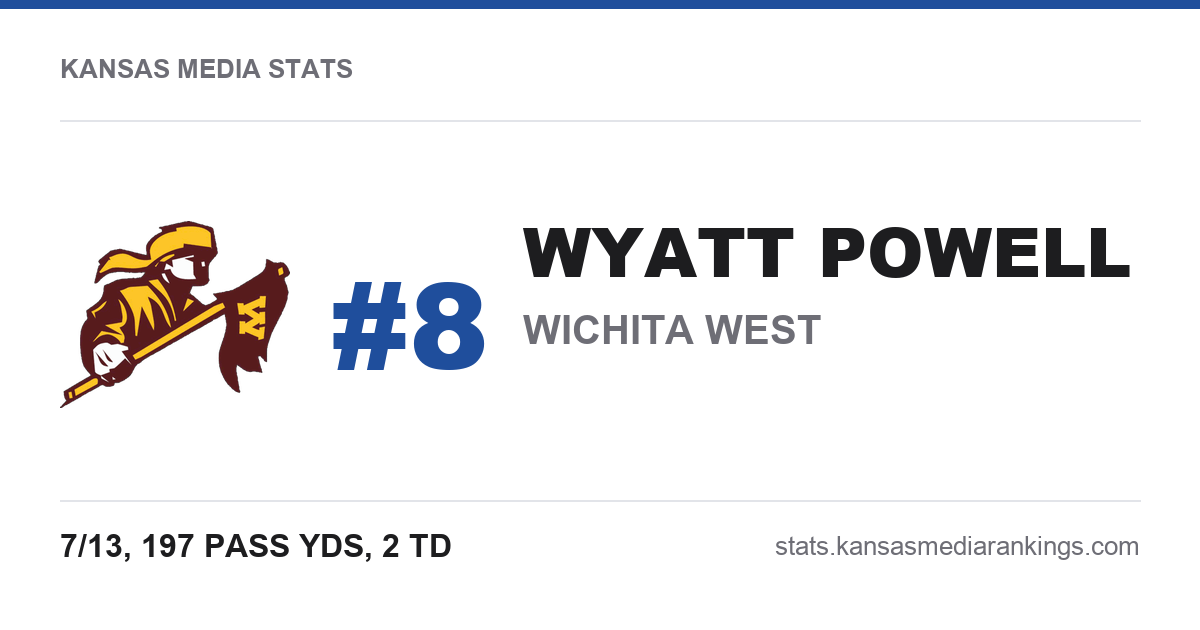 KANSAS MEDIA STATS
W
#8
WYATT POWELL
WICHITA WEST
7/13, 197 PASS YDS, 2 TD
stats.kansasmediarankings.com